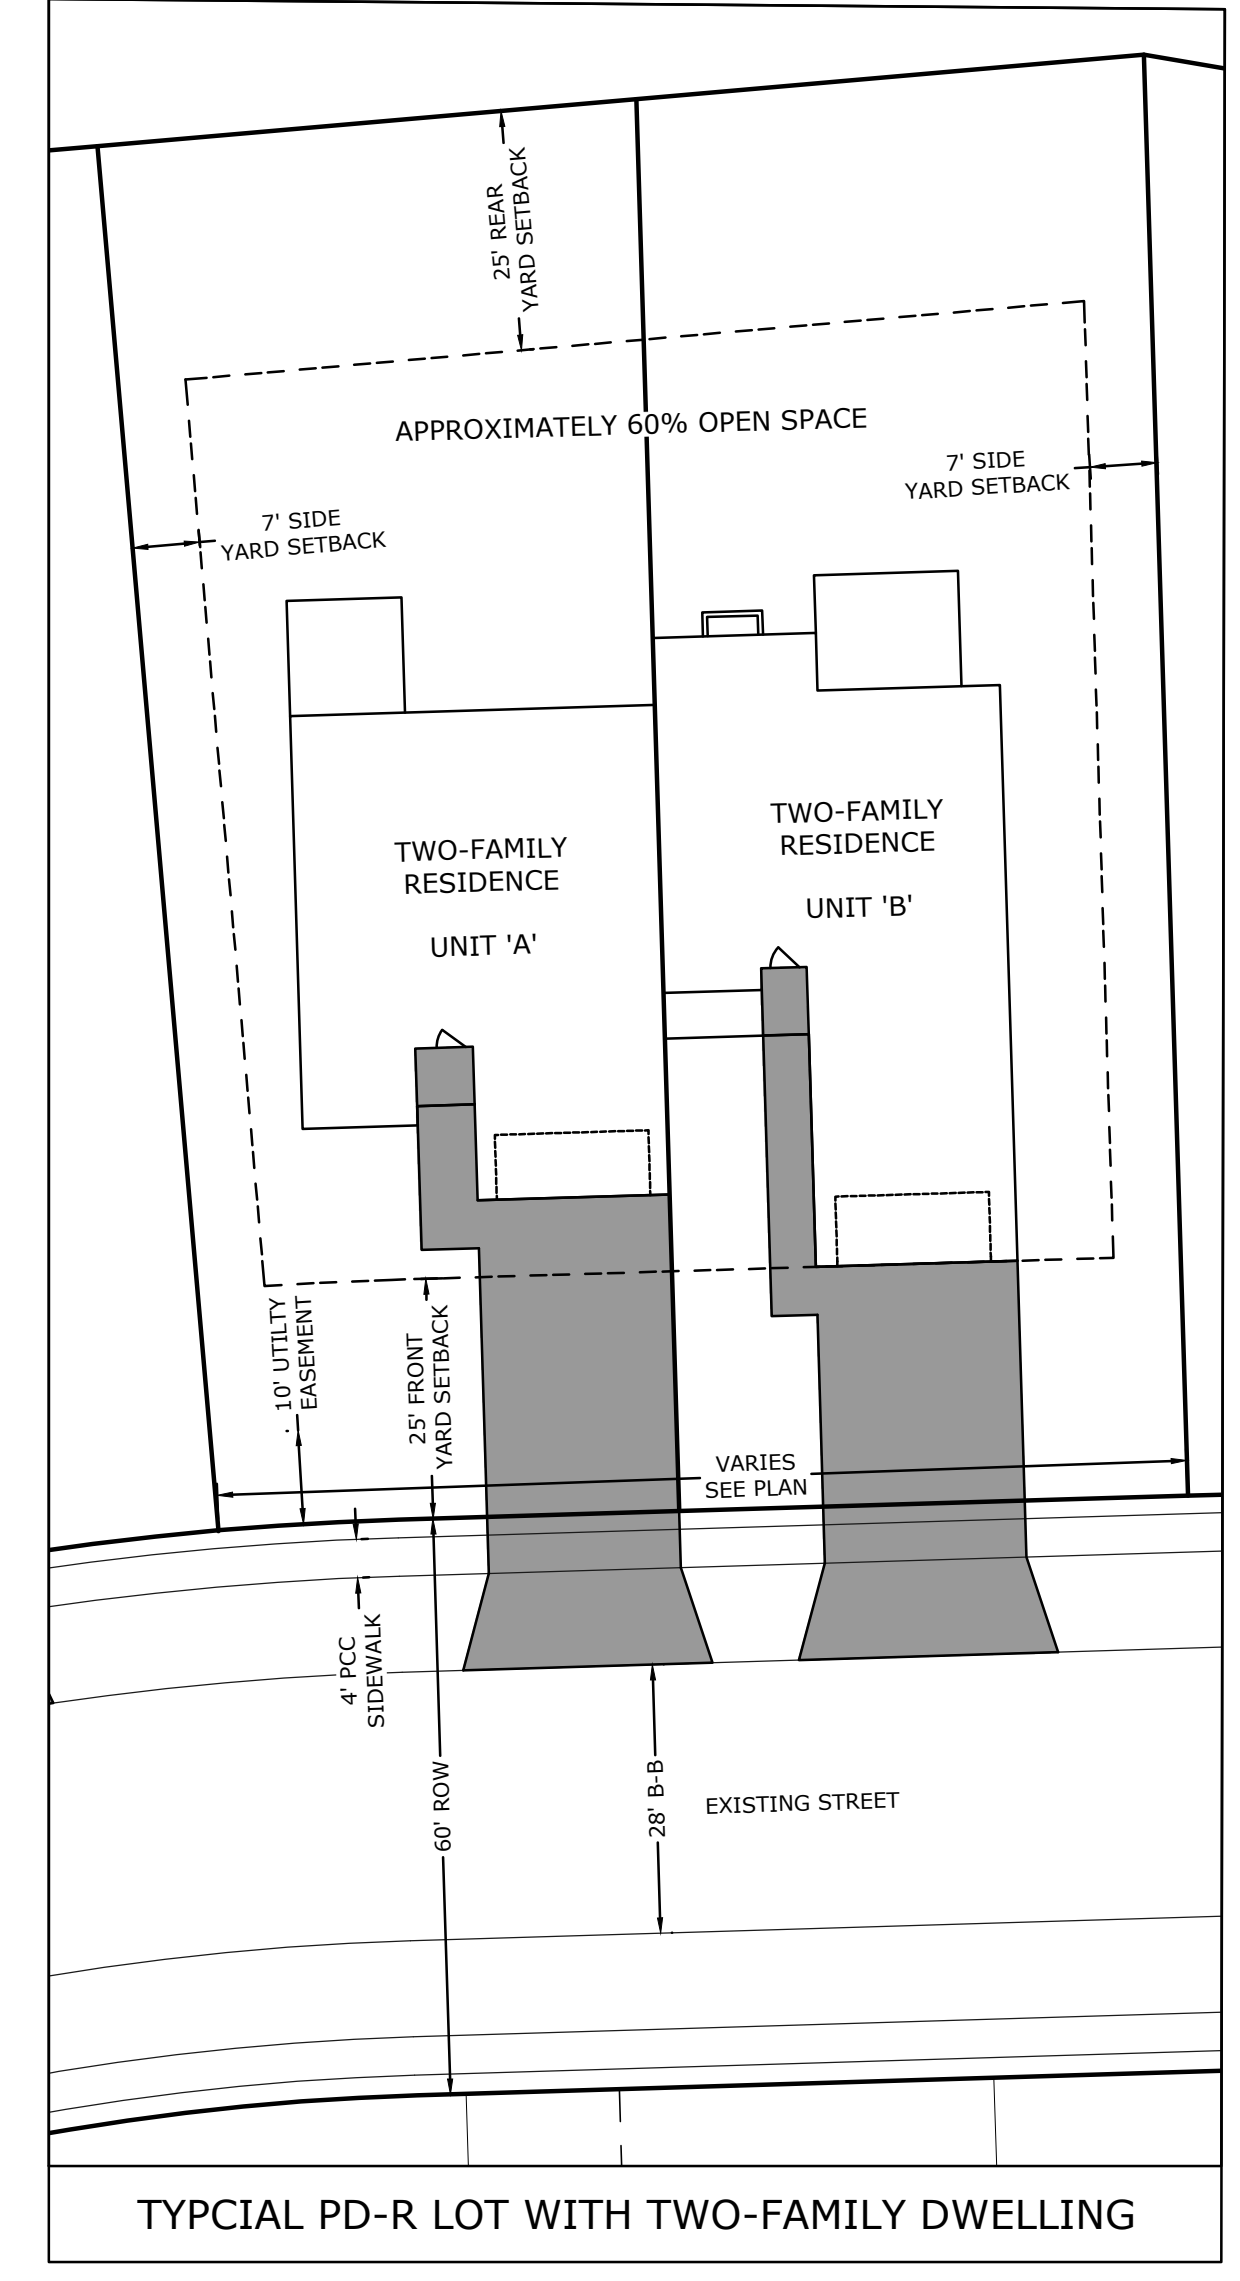 25' REAR
YARD SETBACK
APPROXIMATELY 60% OPEN SPACE
7' SIDE
YARD SETBACK
7' SIDE
YARD SETBACK
TWO-FAMILY
RESIDENCE
UNIT 'B'
TWO-FAMILY
RESIDENCE
UNIT 'A'
10' UTILTY
EASEMENT
25' FRONT
YARD SETBACK
VARIES
SEE PLAN
4' PCC
SIDEWALK
60' ROW
28' B-B
EXISTING STREET
TYPCIAL PD-R LOT WITH TWO-FAMILY DWELLING